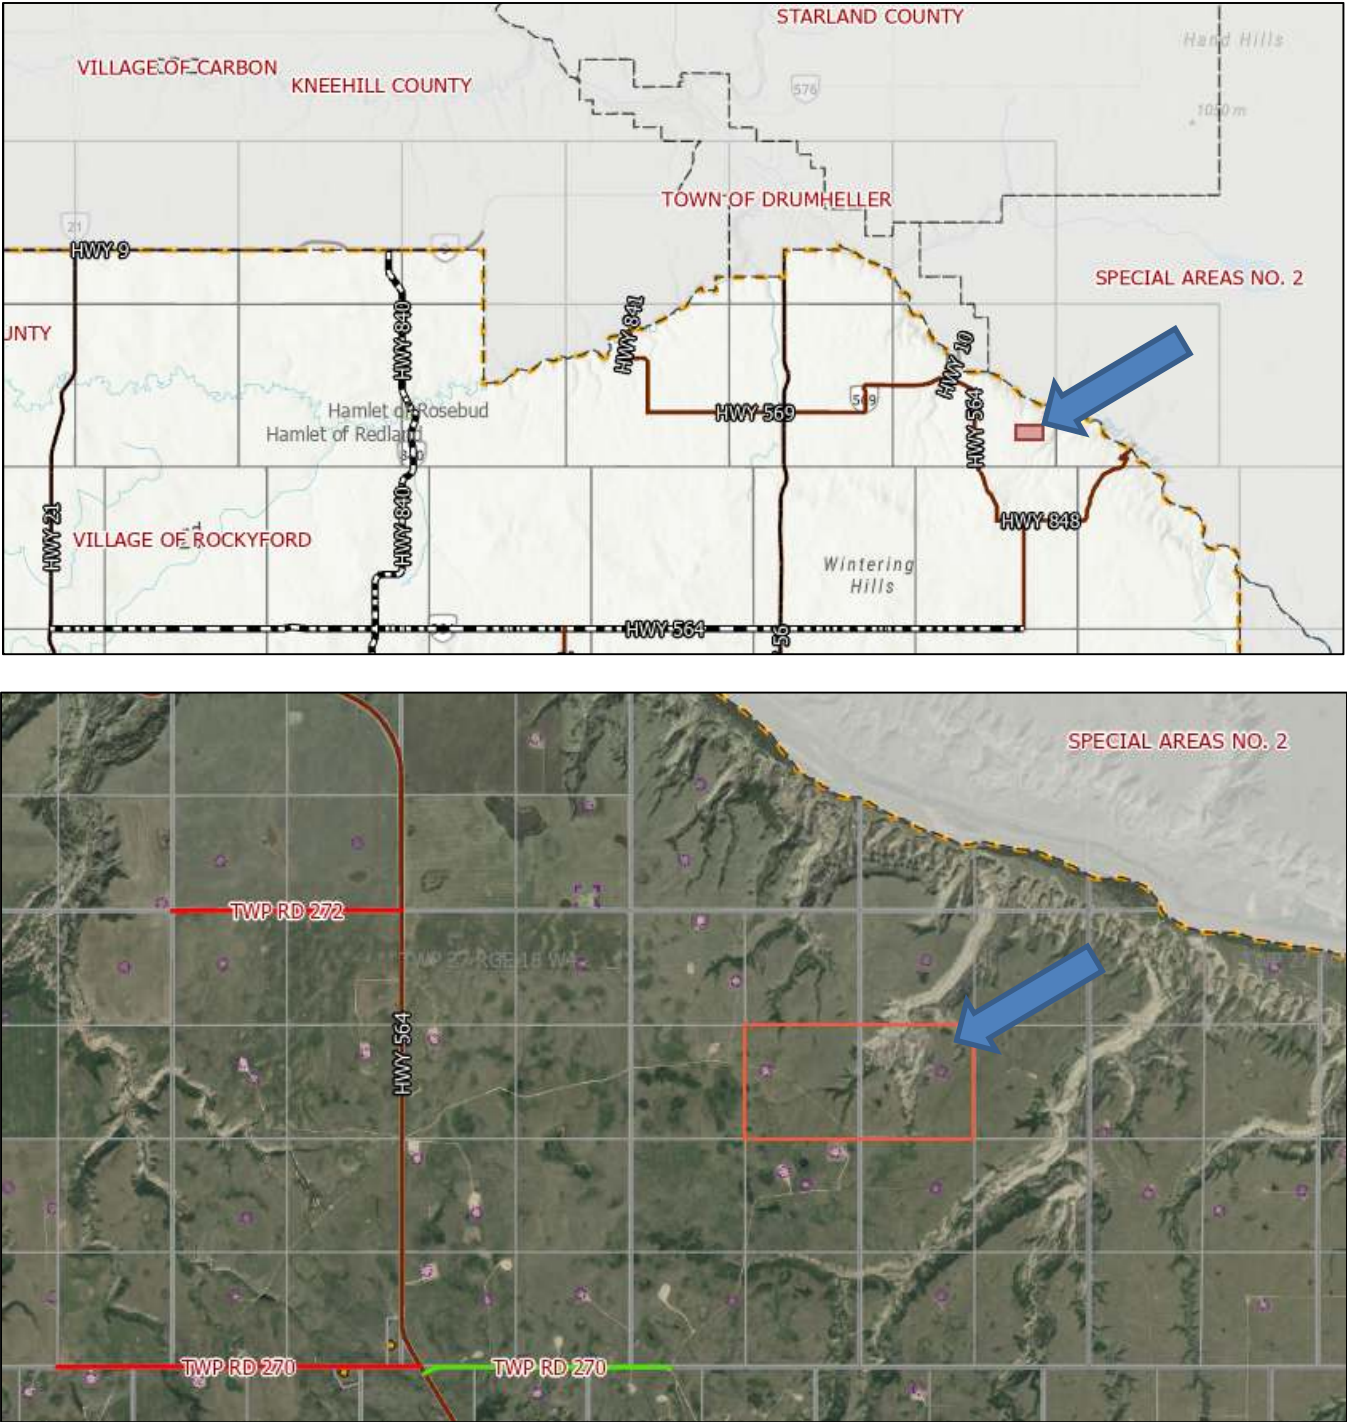 STARLAND COUNTY
Hand Hills
VILLAGE OF CARBON
KNEEHILL COUNTY
576
1050 m
TOWN OF DRUMHELLER
21
HWY 9
9
SPECIAL AREAS NO. 2
UNTY
HWY 840
HWY 841
HWY 10
569
HWY 564
Hamlet of Rosebud
HWY 569
Hamlet of Redland
840
HWY 21
HWY 840
HWY 848
VILLAGE OF ROCKYFORD
Wintering
Hills
HWY 564
56
SPECIAL AREAS NO. 2
TWP RD 272
HWY 564
TWP RD 270
TWP RD 270